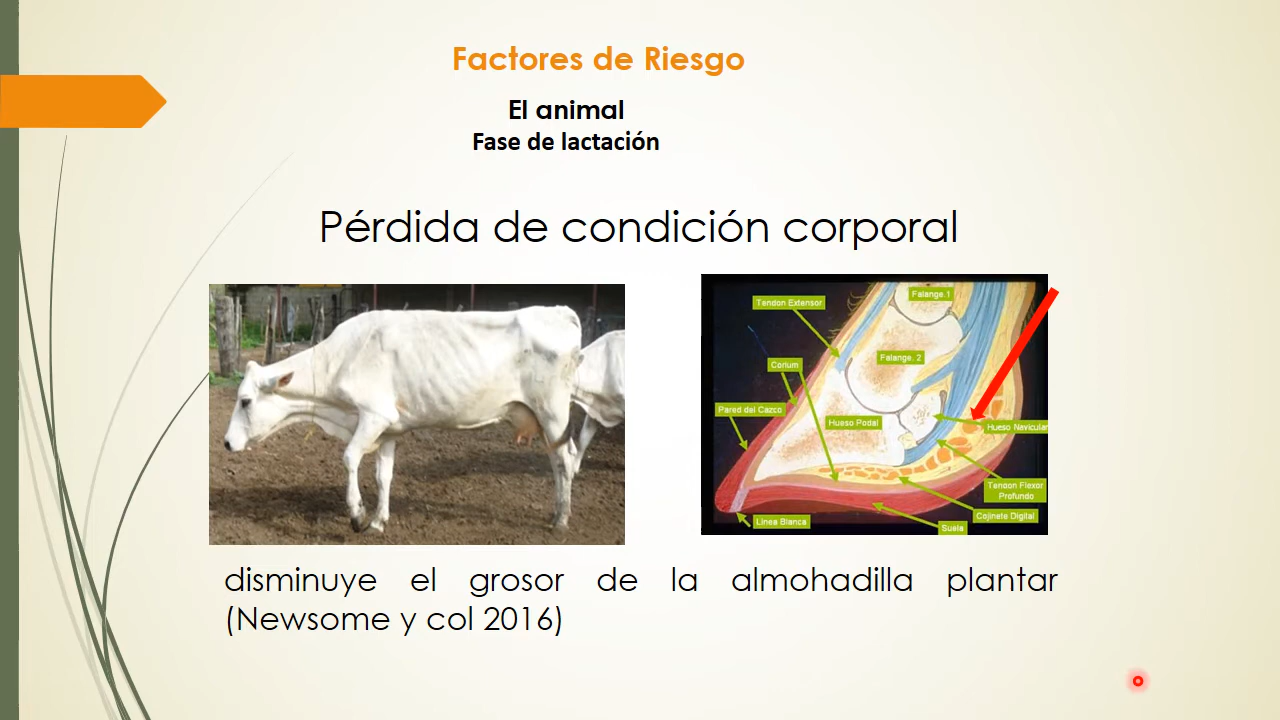 Factores de Riesgo
El animal
Fase de lactación
Pérdida de condición corporal
Falange.1
Tendon Extensor
Falange. 2
Corium
Pared del Cazco
Hueso Podal
Hueso Navicular
Tandon Flexor
Profundo
Cojinete Digital
Linea Blanca
Suela
disminuye el grosor de la almohadilla plantar
(Newsome y col 2016)